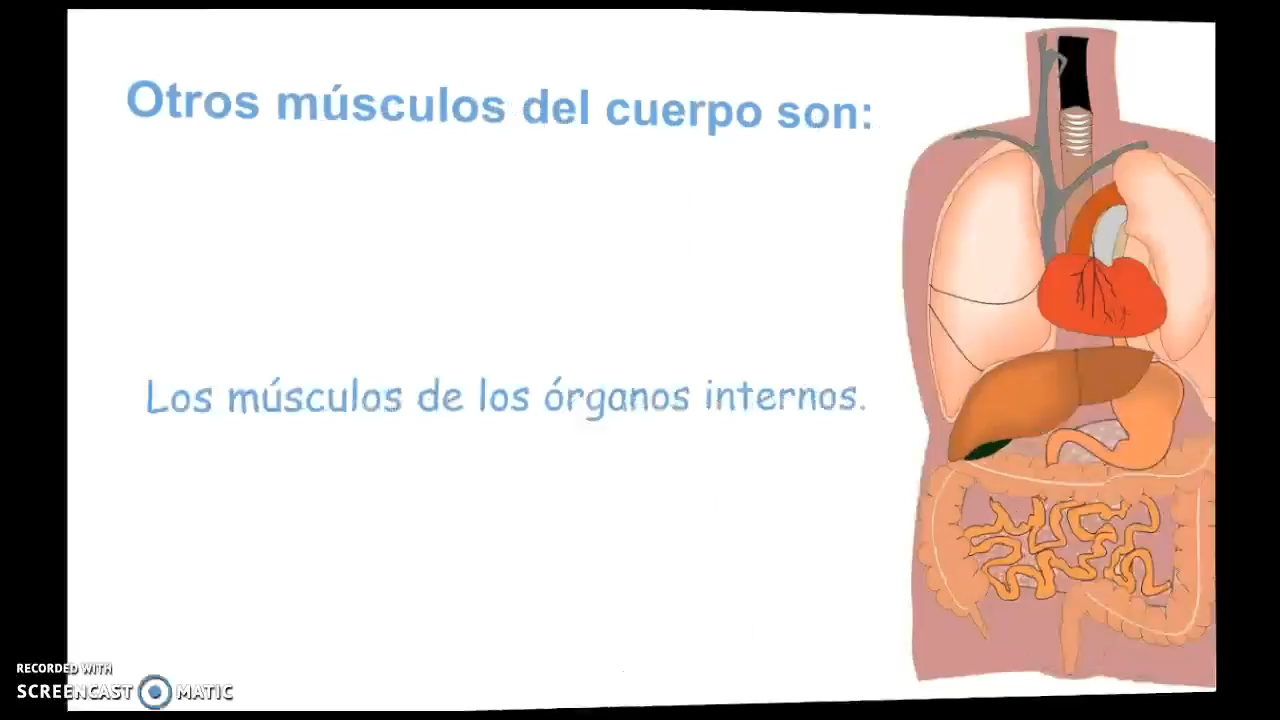 Otros músculos del cuerpo son:
Los músculos de los órganos internos.
RECORDED WITH
SCREENCAST MATIC